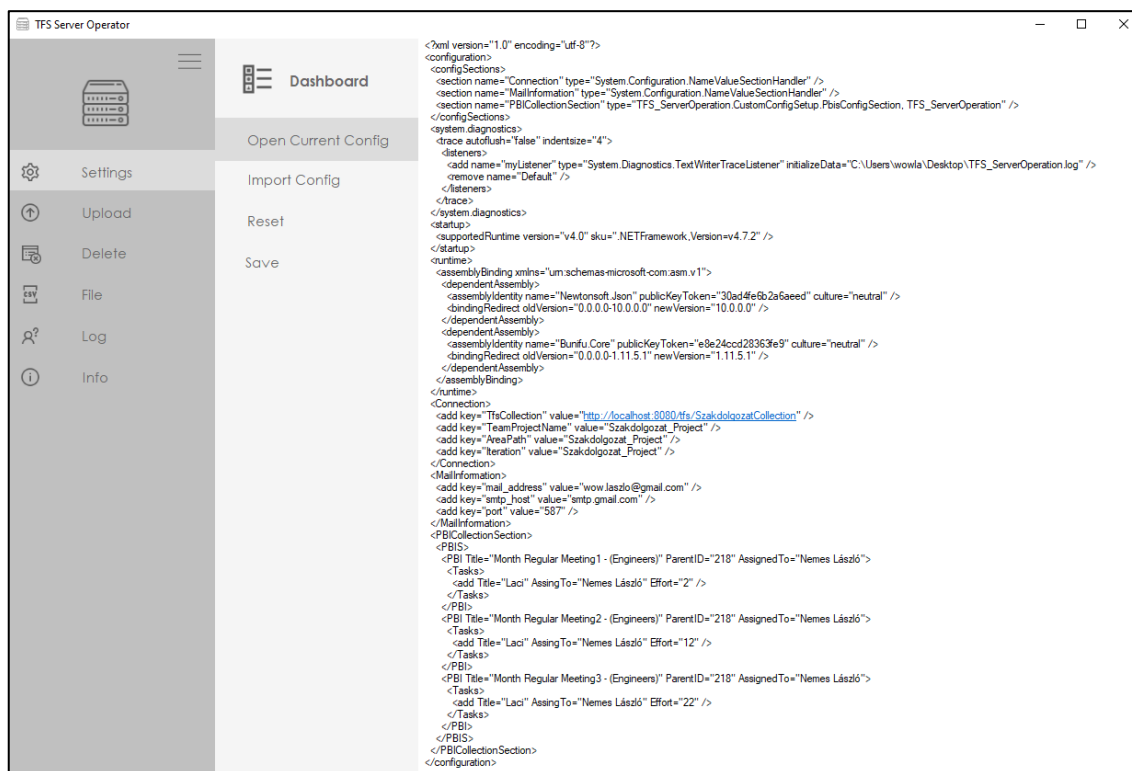 TFS Server Operator
Settings
Upload
Delete
CSV
File
Log
Info
Dashboard
Open Current Config
Import Config
Reset
Save
<?xml version="1.0" encoding="utf-8"?>
<configuration>
<configSections>
<section name="Connection" type="System.Configuration.NameValueSectionHandler" />
<section name="MailInformation" type="System.Configuration.NameValueSectionHandler" />
<section name="PBICollectionSection" type="TFS_ServerOperation.CustomConfigSetup.PbisConfigSection, TFS_ServerOperation" />
</configSections>
<system.diagnostics>
<trace autoflush="false" indentsize="4">
<listeners>
<add name="myListener" type="System.Diagnostics.TextWriterTraceListener" initializeData="C:\Users\wowla\Desktop\TFS_ServerOperation.log" />
<remove name="Default" />
</listeners>
</trace>
</system.diagnostics>
<startup>
<supportedRuntime version="v4.0" sku=".NETFramework,Version=v4.7.2" />
</startup>
<runtime>
<assemblyBinding xmlns="urn:schemas-microsoft-com:asm.v1">
<dependentAssembly>
<assemblyIdentity name="Newtonsoft.Json" publicKeyToken="30ad4fe6b2a6aeed" culture="neutral" />
<bindingRedirect oldVersion="0.0.0.0-10.0.0.0" newVersion="10.0.0.0" />
</dependentAssembly>
<dependentAssembly>
<assemblyIdentity name="Bunifu.Core" publicKeyToken="e8e24ccd28363fe9" culture="neutral" />
<bindingRedirect oldVersion="0.0.0.0-1.11.5.1" newVersion="1.11.5.1" />
</dependentAssembly>
</assemblyBinding>
</runtime>
<Connection>
<add key="TfsCollection" value="http://localhost:8080/tfs/SzakdolgozatCollection" />
<add key="TeamProjectName" value="Szakdolgozat_Project" />
<add key="AreaPath" value="Szakdolgozat_Project" />
<add key="Iteration" value="Szakdolgozat_Project" />
</Connection>
<MailInformation>
<add key="mail_address" value="wow.laszlo@gmail.com" />
<add key="smtp_host" value="smtp.gmail.com" />
<add key="port" value="587" />
</MailInformation>
<PBICollectionSection>
<PBIS>
<PBI Title="Month Regular Meeting1 - (Engineers)" ParentID="218" AssignedTo="Nemes László">
<Tasks>
<add Title="Laci" AssingTo="Nemes László" Effort="2" />
</Tasks>
</PBI>
<PBI Title="Month Regular Meeting2 - (Engineers)" ParentID="218" AssignedTo="Nemes László">
<Tasks>
<add Title="Laci" AssingTo="Nemes László" Effort="12" />
</Tasks>
</PBI>
<PBI Title="Month Regular Meeting3 - (Engineers)" ParentID="218" AssignedTo="Nemes László">
<Tasks>
<add Title="Laci" AssingTo="Nemes László" Effort="22" />
</Tasks>
</PBI>
</PBIS>
</PBICollectionSection>
</configuration>